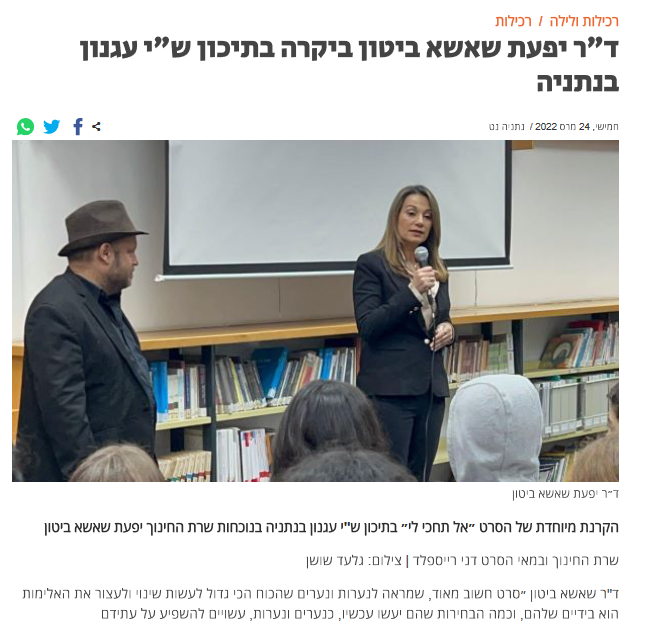 רכילות ולילה / רכילות
ד"ר יפעת שאשא ביטון ביקרה בתיכון ש"י עגנון
בנתניה
חמישי, 24 מרס 2022 / נתניה נט
ד״ר יפעת שאשא ביטון
הקרנת מיוחדת של הסרט ״אל תחכי לי״ בתיכון ש"י עגנון בנתניה בנוכחות שרת החינוך יפעת שאשא ביטון
שרת החינוך ובמאי הסרט דני רייספלד | צילום: גלעד שושן
ד"ר שאשא ביטון ״סרט חשוב מאוד, שמראה לנערות ונערים שהכוח הכי גדול לעשות שינוי ולעצור את האלימות
הוא בידיים שלהם, וכמה הבחירות שהם יעשו עכשיו, כנערים ונערות, עשויים להשפיע על עתידם